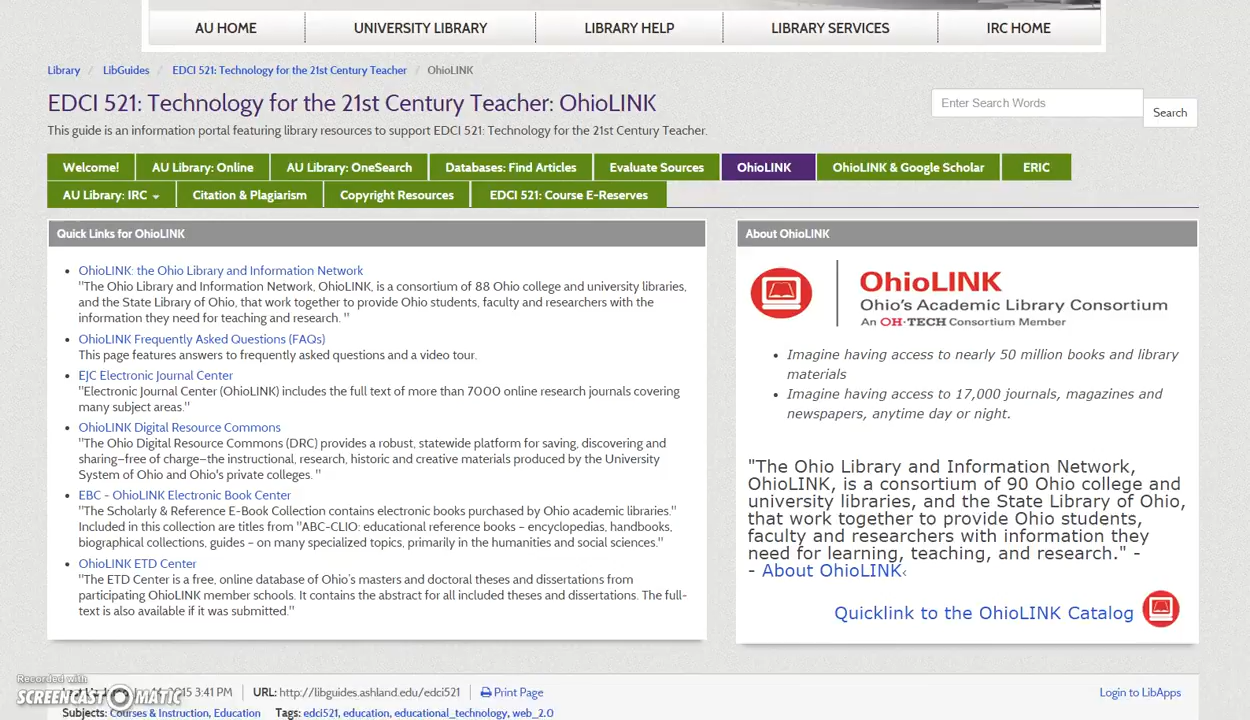 AU HOME
UNIVERSITY LIBRARY
LIBRARY HELP
LIBRARY SERVICES
IRC HOME
Library / LibGuides / EDCI 521: Technology for the 21st Century Teacher / OhioLINK
EDCI 521: Technology for the 21st Century Teacher: OhioLINK
Enter Search Words
Search
This guide is an information portal featuring library resources to support EDCI 521: Technology for the 21st Century Teacher.
Welcome!
AU Library: Online
AU Library: OneSearch
Databases: Find Articles
Evaluate Sources
OhioLINK
OhioLINK & Google Scholar
ERIC
AU Library: IRC
Citation & Plagiarism
Copyright Resources
EDCI 521: Course E-Reserves
Quick Links for OhioLINK
• OhioLINK: the Ohio Library and Information Network
"The Ohio Library and Information Network, OhioLINK, is a consortium of 88 Ohio college and university libraries,
and the State Library of Ohio, that work together to provide Ohio students, faculty and researchers with the
information they need for teaching and research. "
• OhioLINK Frequently Asked Questions (FAQs)
This page features answers to frequently asked questions and a video tour.
• EJC Electronic Journal Center
"Electronic Journal Center (OhioLINK) includes the full text of more than 7000 online research journals covering
many subject areas."
• OhioLINK Digital Resource Commons
"The Ohio Digital Resource Commons (DRC) provides a robust, statewide platform for saving, discovering and
sharing—free of charge—the instructional, research, historic and creative materials produced by the University
System of Ohio and Ohio's private colleges. "
• EBC - OhioLINK Electronic Book Center
"The Scholarly & Reference E-Book Collection contains electronic books purchased by Ohio academic libraries."
Included in this collection are titles from "ABC-CLIO: educational reference books – encyclopedias, handbooks,
biographical collections, guides – on many specialized topics, primarily in the humanities and social sciences."
• OhioLINK ETD Center
"The ETD Center is a free, online database of Ohio's masters and doctoral theses and dissertations from
participating OhioLINK member schools. It contains the abstract for all included theses and dissertations. The full-
text is also available if it was submitted."
About OhioLINK
OhioLINK
Ohio's Academic Library Consortium
An OH·TECH Consortium Member
• Imagine having access to nearly 50 million books and library
materials
• Imagine having access to 17,000 journals, magazines and
newspapers, anytime day or night.
"The Ohio Library and Information Network,
OhioLINK, is a consortium of 90 Ohio college and
university libraries, and the State Library of Ohio,
that work together to provide Ohio students,
faculty and researchers with information they
need for learning, teaching, and research." -
- About OhioLINK
Quicklink to the OhioLINK Catalog
Recorded with
SCREENCAST-O-MATIC
2015 3:41 PM
URL: http://libguides.ashland.edu/edci521
Print Page
Login to LibApps
Subjects: Courses & Instruction, Education
Tags: edci521, education, educational_technology, web_2.0